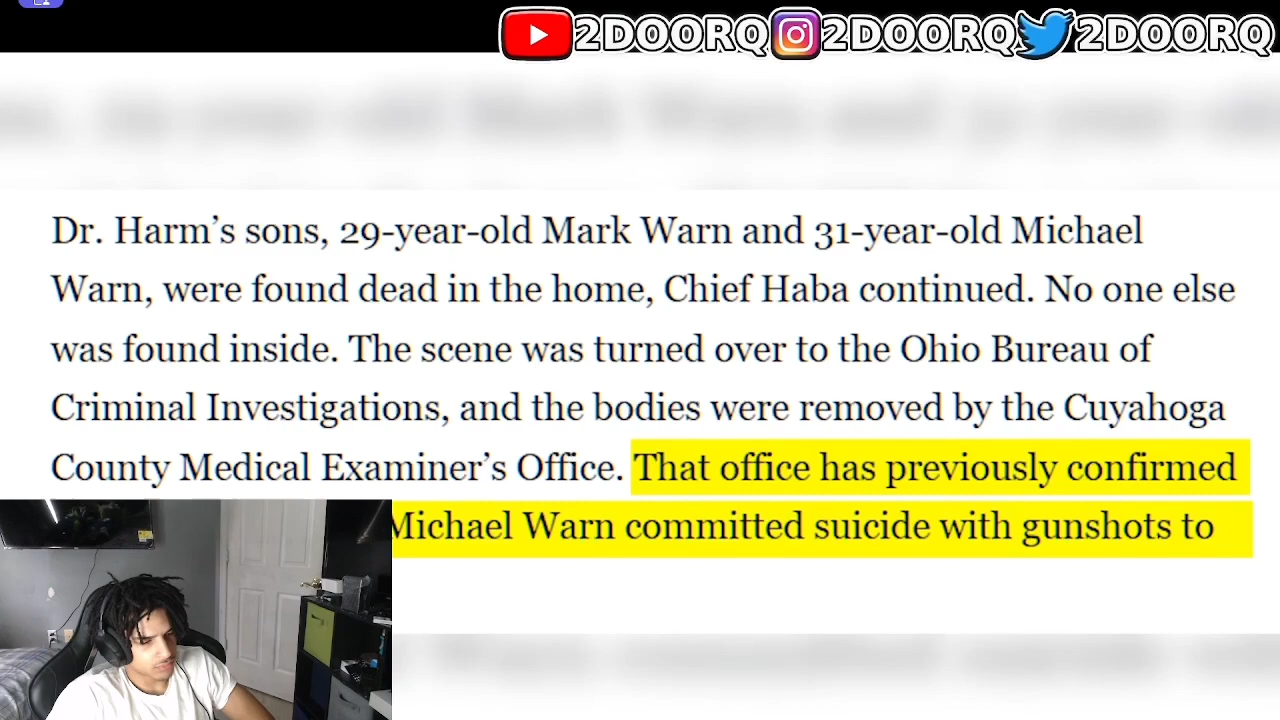 2DOORQ 2DOORQ 2DOORQ
Dr. Harm’s sons, 29-year-old Mark Warn and 31-year-old Michael
Warn, were found dead in the home, Chief Haba continued. No one else
was found inside. The scene was turned over to the Ohio Bureau of
Criminal Investigations, and the bodies were removed by the Cuyahoga
County Medical Examiner’s Office. That office has previously confirmed
Michael Warn committed suicide with gunshots to